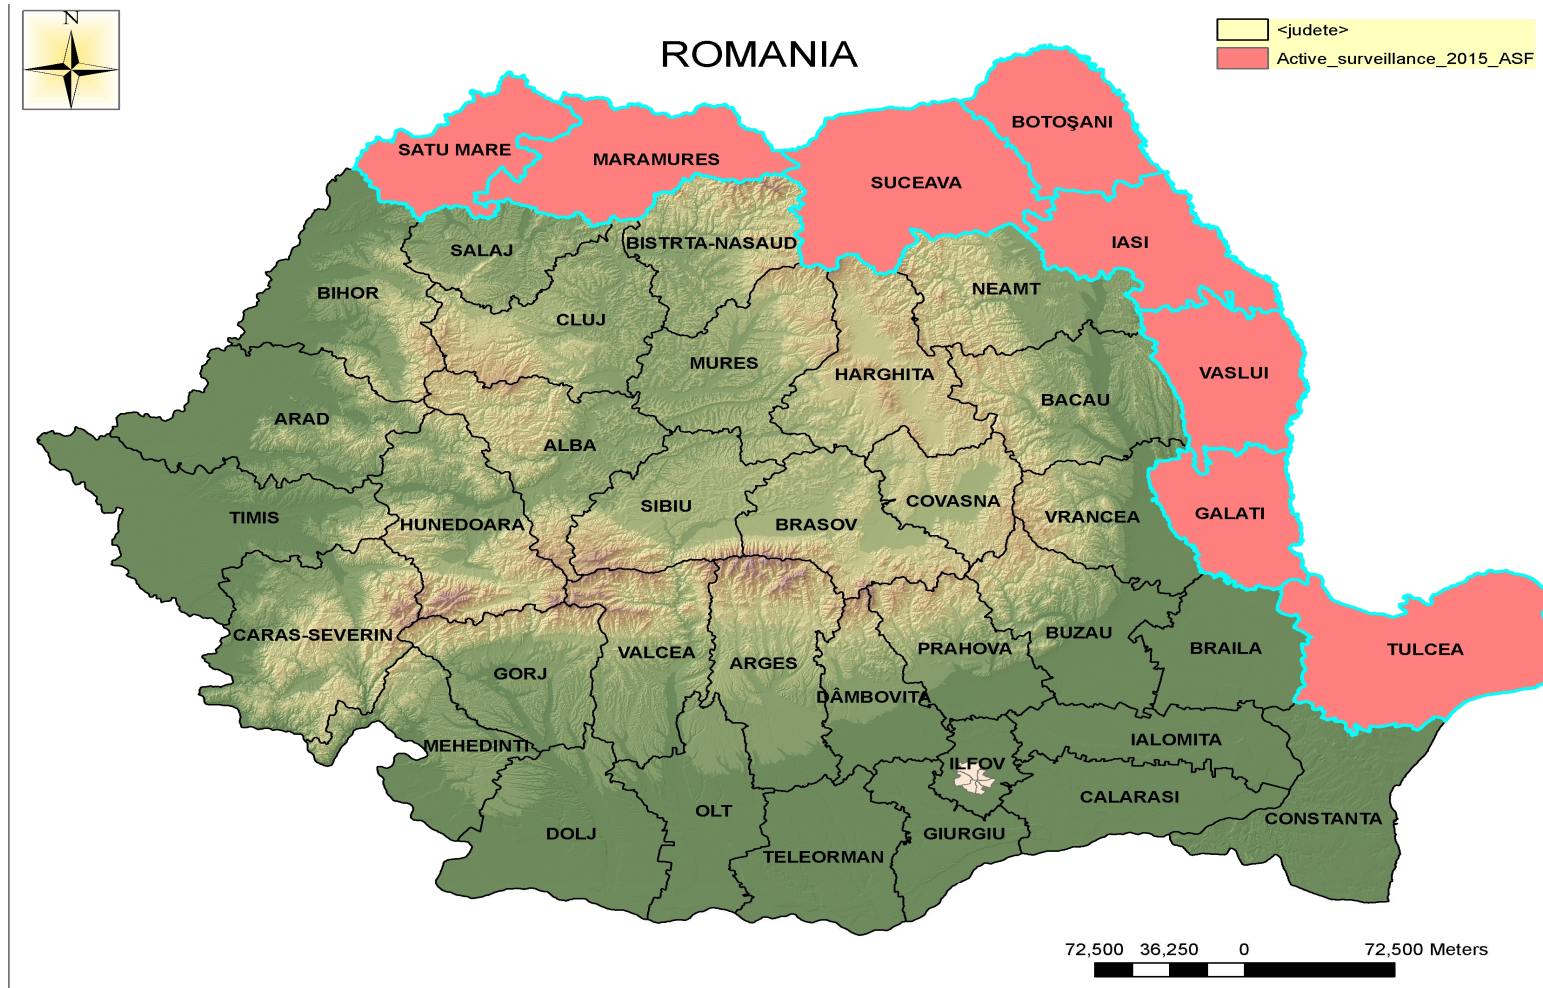 N
ROMANIA
<judete>
Active_surveillance_2015_ASF
BOTOŞANI
SATU MARE
MARAMURES
SUCEAVA
IASI
SALAJ
BISTRTA-NASAUD
NEAMT
BIHOR
CLUJ
MURES
HARGHITA
VASLUI
BACAU
ARAD
ALBA
TIMIS
HUNEDOARA
SIBIU
BRASOV
COVASNA
VRANCEA
GALATI
CARAS-SEVERIN
GORJ
VALCEA
ARGES
PRAHOVA
BUZAU
BRAILA
TULCEA
DÂMBOVITA
MEHEDINTI
ILFOV
IALOMITA
DOLJ
OLT
TELEORMAN
GIURGIU
CALARASI
CONSTANTA
72,500 36,250 0 72,500 Meters